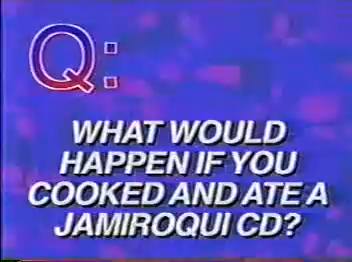 Q:
WHAT WOULD
HAPPEN IF YOU
COOKED AND ATE A
JAMIROQUI CD?